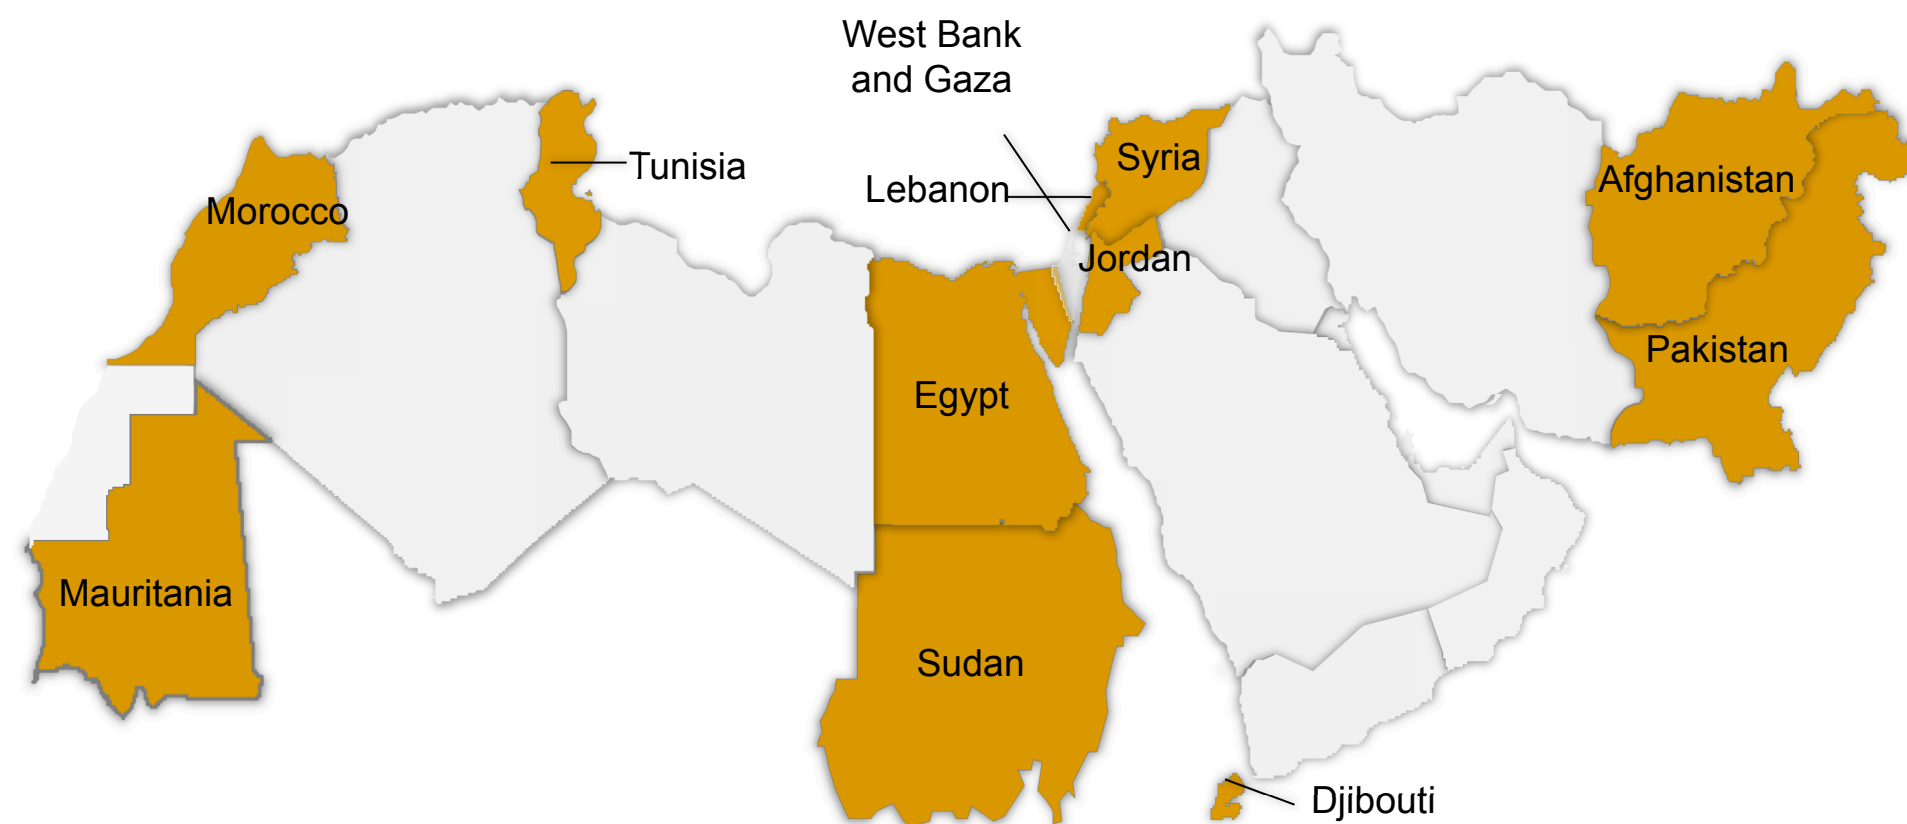 West Bank
and Gaza
Syria
Tunisia
Lebanon
Afghanistan
Morocco
Jordan
Pakistan
Egypt
Mauritania
Sudan
Djibouti